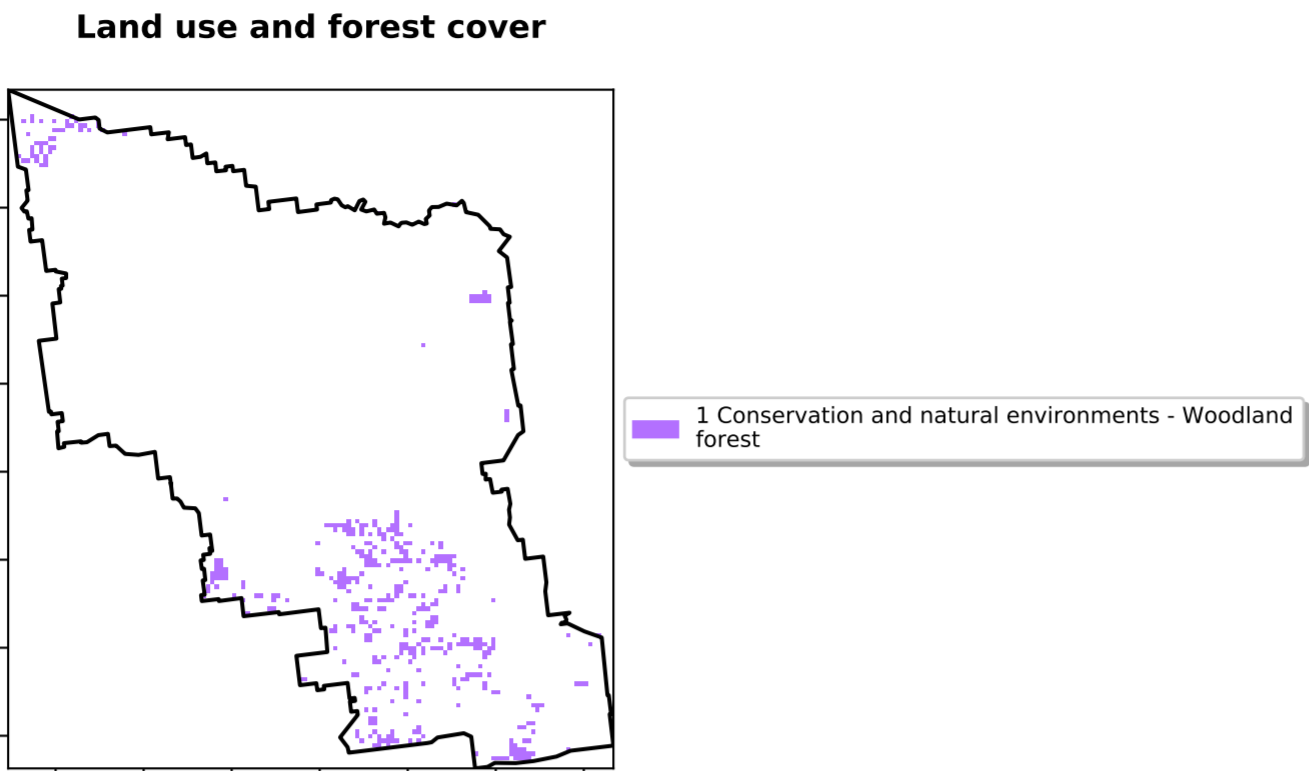 Land use and forest cover
1 Conservation and natural environments - Woodland
forest